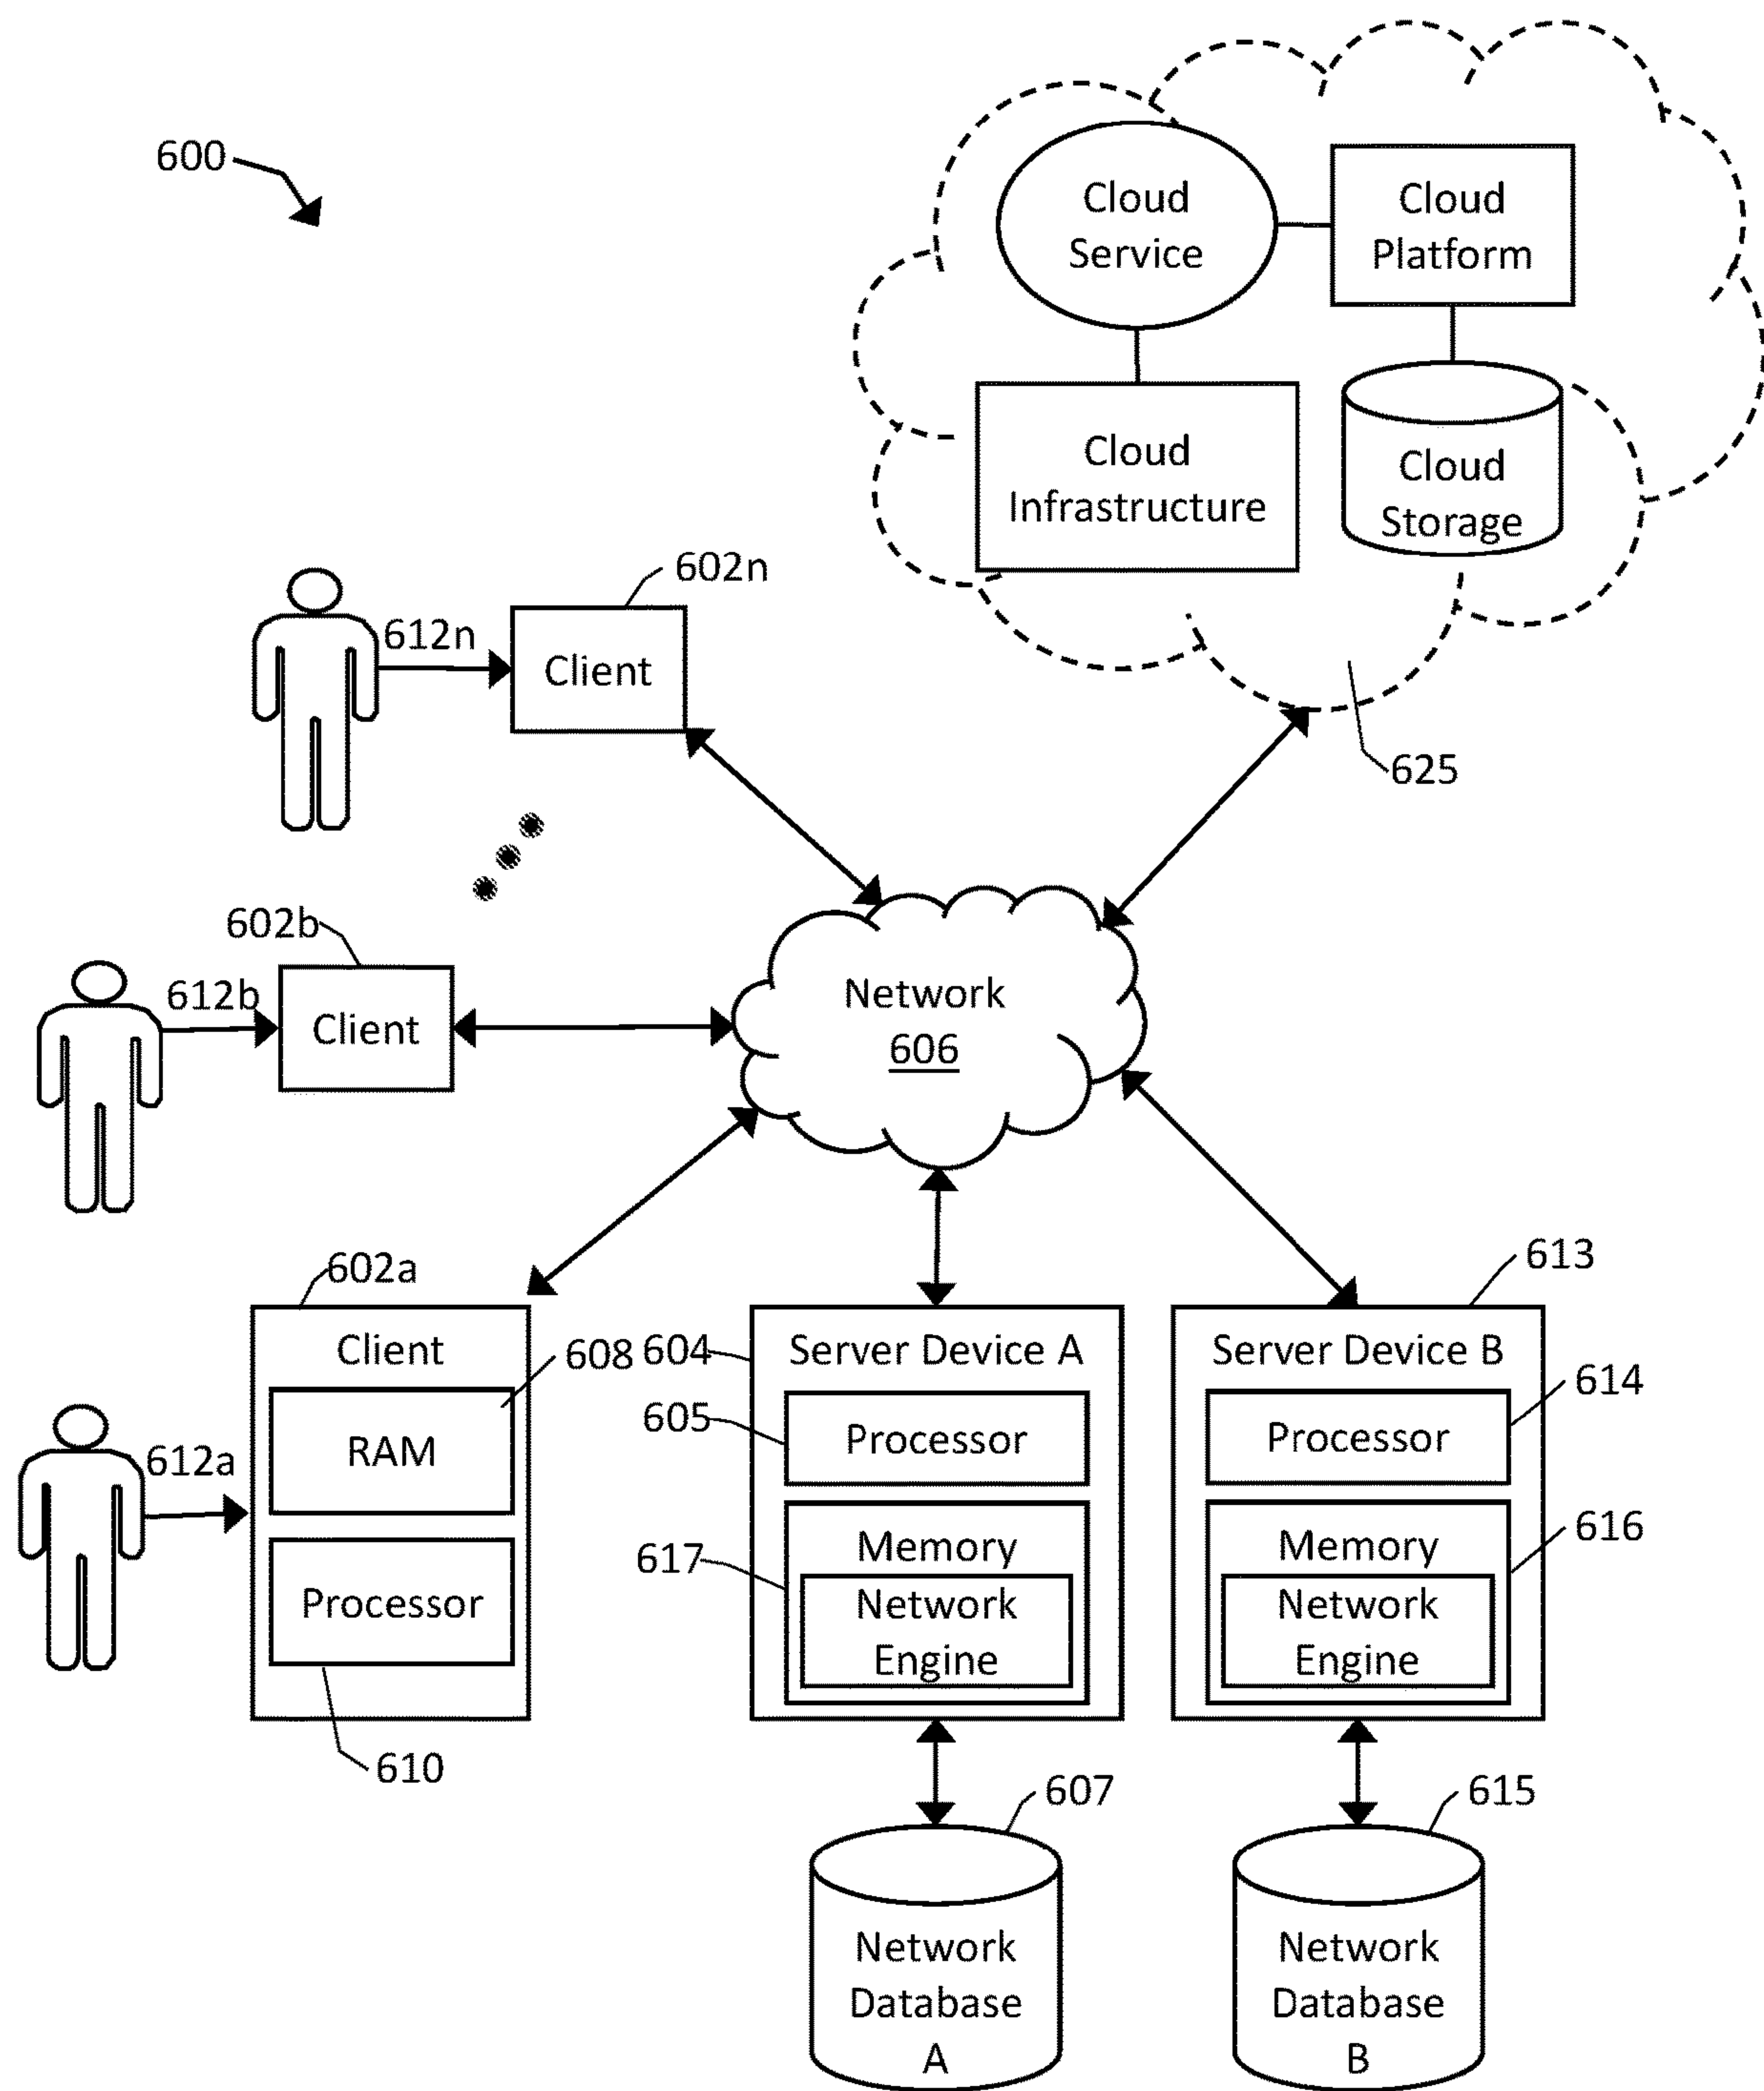 600
Cloud
Service
Cloud
Platform
Cloud
Infrastructure
Cloud
Storage
602n
612n
Client
625
602b
612b
Client
Network
606
602a
Client
608
RAM
612a
Processor
610
604
Server Device A
605
Processor
617
Memory
Network
Engine
613
Server Device B
614
Processor
616
Memory
Network
Engine
607
Network
Database
A
615
Network
Database
B